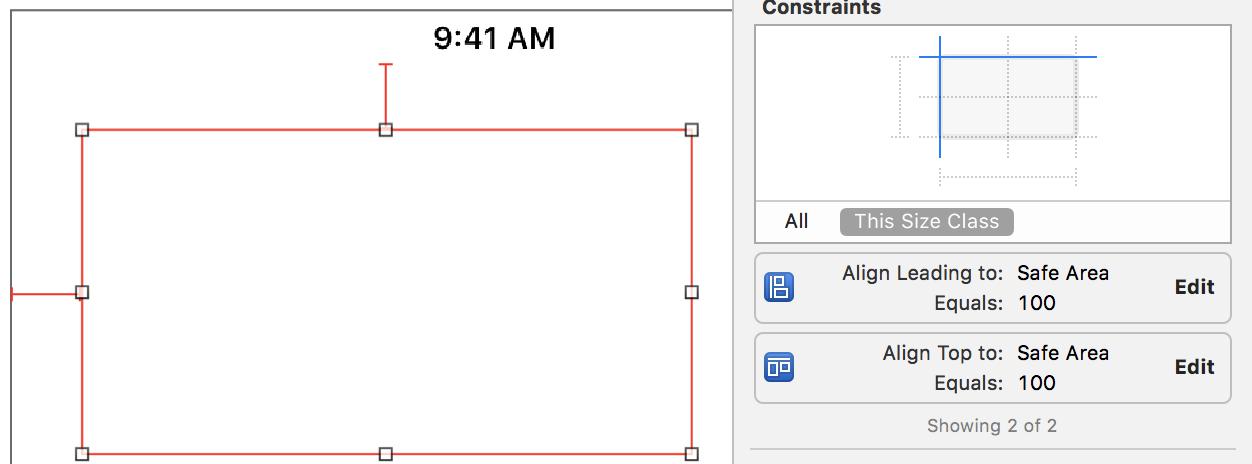 9:41 AM
Constraints
All This Size Class
Align Leading to: Safe Area
Equals: 100
Edit
Align Top to: Safe Area
Equals: 100
Edit
Showing 2 of 2